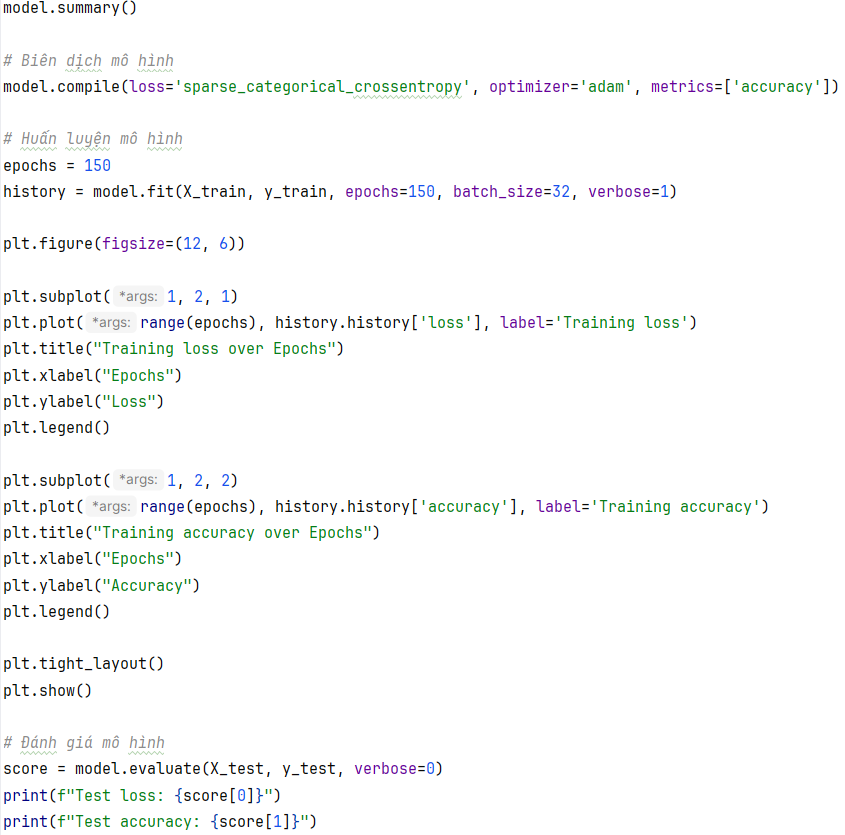 model.summary()
# Biên dịch mô hình
model.compile(loss='sparse_categorical_crossentropy', optimizer='adam', metrics=['accuracy'])
# Huấn luyện mô hình
epochs = 150
history = model.fit(X_train, y_train, epochs=150, batch_size=32, verbose=1)
plt.figure(figsize=(12, 6))
plt.subplot( *args: 1, 2, 1)
plt.plot( *args: range(epochs), history.history['loss'], label='Training loss')
plt.title("Training loss over Epochs")
plt.xlabel("Epochs")
plt.ylabel("Loss")
plt.legend()
plt.subplot( *args: 1, 2, 2)
plt.plot( *args: range(epochs), history.history['accuracy'], label='Training accuracy')
plt.title("Training accuracy over Epochs")
plt.xlabel("Epochs")
plt.ylabel("Accuracy")
plt.legend()
plt.tight_layout()
plt.show()
# Đánh giá mô hình
score = model.evaluate(X_test, y_test, verbose=0)
print(f"Test loss: {score[0]}")
print(f"Test accuracy: {score[1]}")